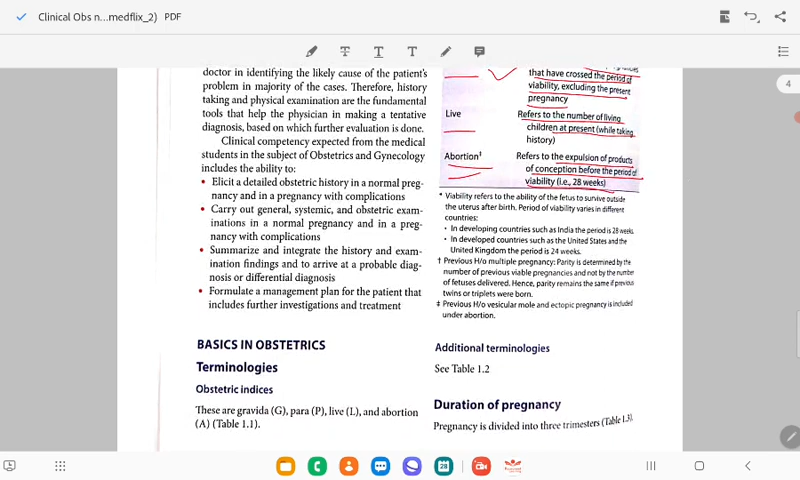 Clinical Obs n...medflix_2) PDF
4
doctor in identifying the likely cause of the patient's
problem in majority of the cases. Therefore, history
taking and physical examination are the fundamental
tools that help the physician in making a tentative
diagnosis, based on which further evaluation is done.
Clinical competency expected from the medical
students in the subject of Obstetrics and Gynecology
includes the ability to:
• Elicit a detailed obstetric history in a normal preg-
nancy and in a pregnancy with complications
• Carry out general, systemic, and obstetric exam-
inations in a normal pregnancy and in a preg-
nancy with complications
• Summarize and integrate the history and exam-
ination findings and to arrive at a probable diag-
nosis or differential diagnosis
• Formulate a management plan for the patient that
includes further investigations and treatment
BASICS IN OBSTETRICS
Terminologies
Obstetric indices
These are gravida (G), para (P), live (L), and abortion
(A) (Table 1.1).
that have crossed the period of
viability, excluding the present
pregnancy
Live Refers to the number of living
children at present (while taking
history)
Abortion‡ Refers to the expulsion of products
of conception before the period of
viability (i.e., 28 weeks)
* Viability refers to the ability of the fetus to survive outside
the uterus after birth. Period of viability varies in different
countries:
• In developing countries such as India the period is 28 weeks.
• In developed countries such as the United States and the
United Kingdom the period is 24 weeks.
† Previous H/o multiple pregnancy: Parity is determined by the
number of previous viable pregnancies and not by the number
of fetuses delivered. Hence, parity remains the same if previous
twins or triplets were born.
‡ Previous H/o vesicular mole and ectopic pregnancy is included
under abortion.
Additional terminologies
See Table 1.2
Duration of pregnancy
Pregnancy is divided into three trimesters (Table 1.3).